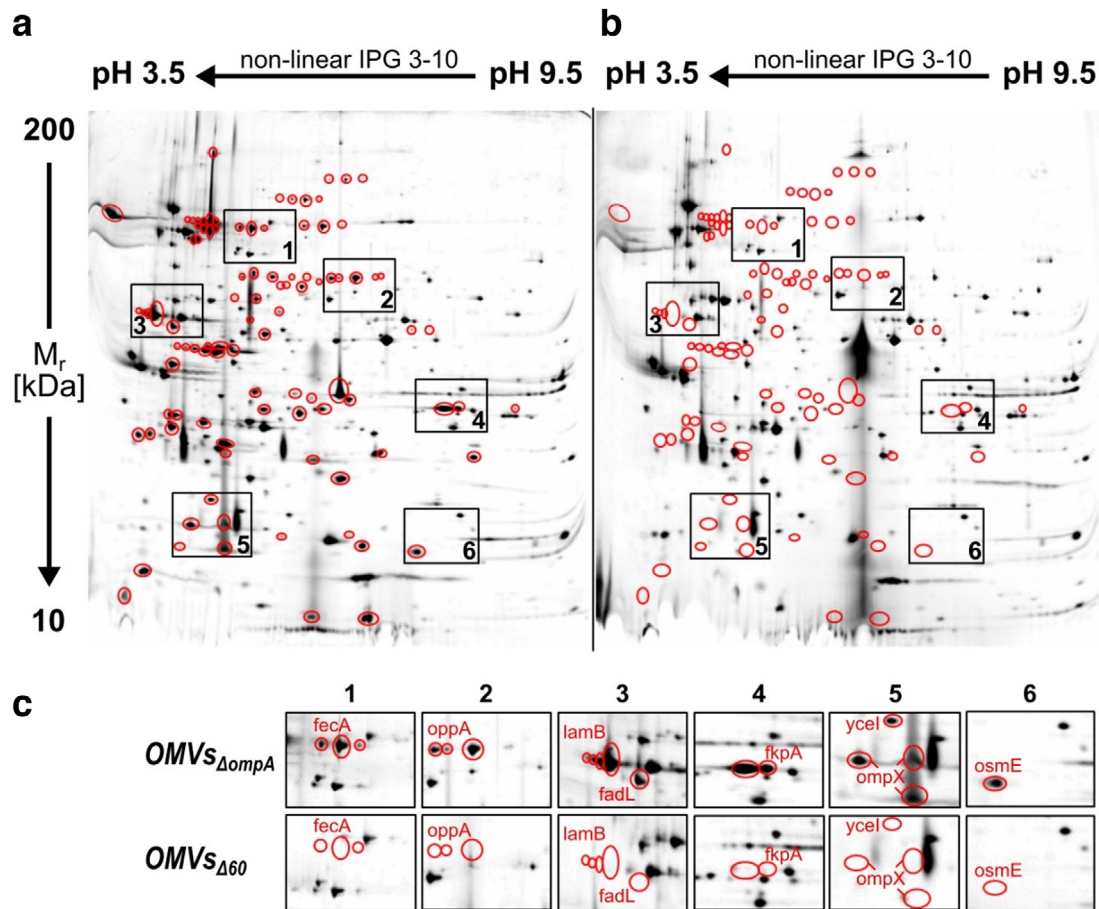 a
b
non-linear IPG 3-10
pH 3.5
pH 9.5
non-linear IPG 3-10
pH 3.5
pH 9.5
200
Mr
[kDa]
10
1
2
3
4
5
6
1
2
3
4
5
6
c
1
2
3
4
5
6
OMVsΔompA
fecA
oppA
lamB
fadL
fkpA
yceI
ompX
osmE
OMVsΔ60
fecA
oppA
lamB
fadL
fkpA
yceI
ompX
osmE